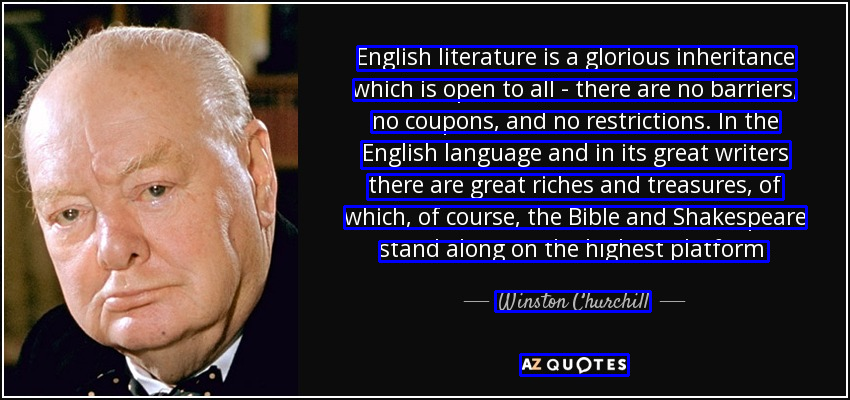 English literature is a glorious inheritance
which is open to all - there are no barriers,
no coupons, and no restrictions. In the
English language and in its great writers
there are great riches and treasures, of
which, of course, the Bible and Shakespeare
stand along on the highest platform
Winston Churchill
AZ QUOTES